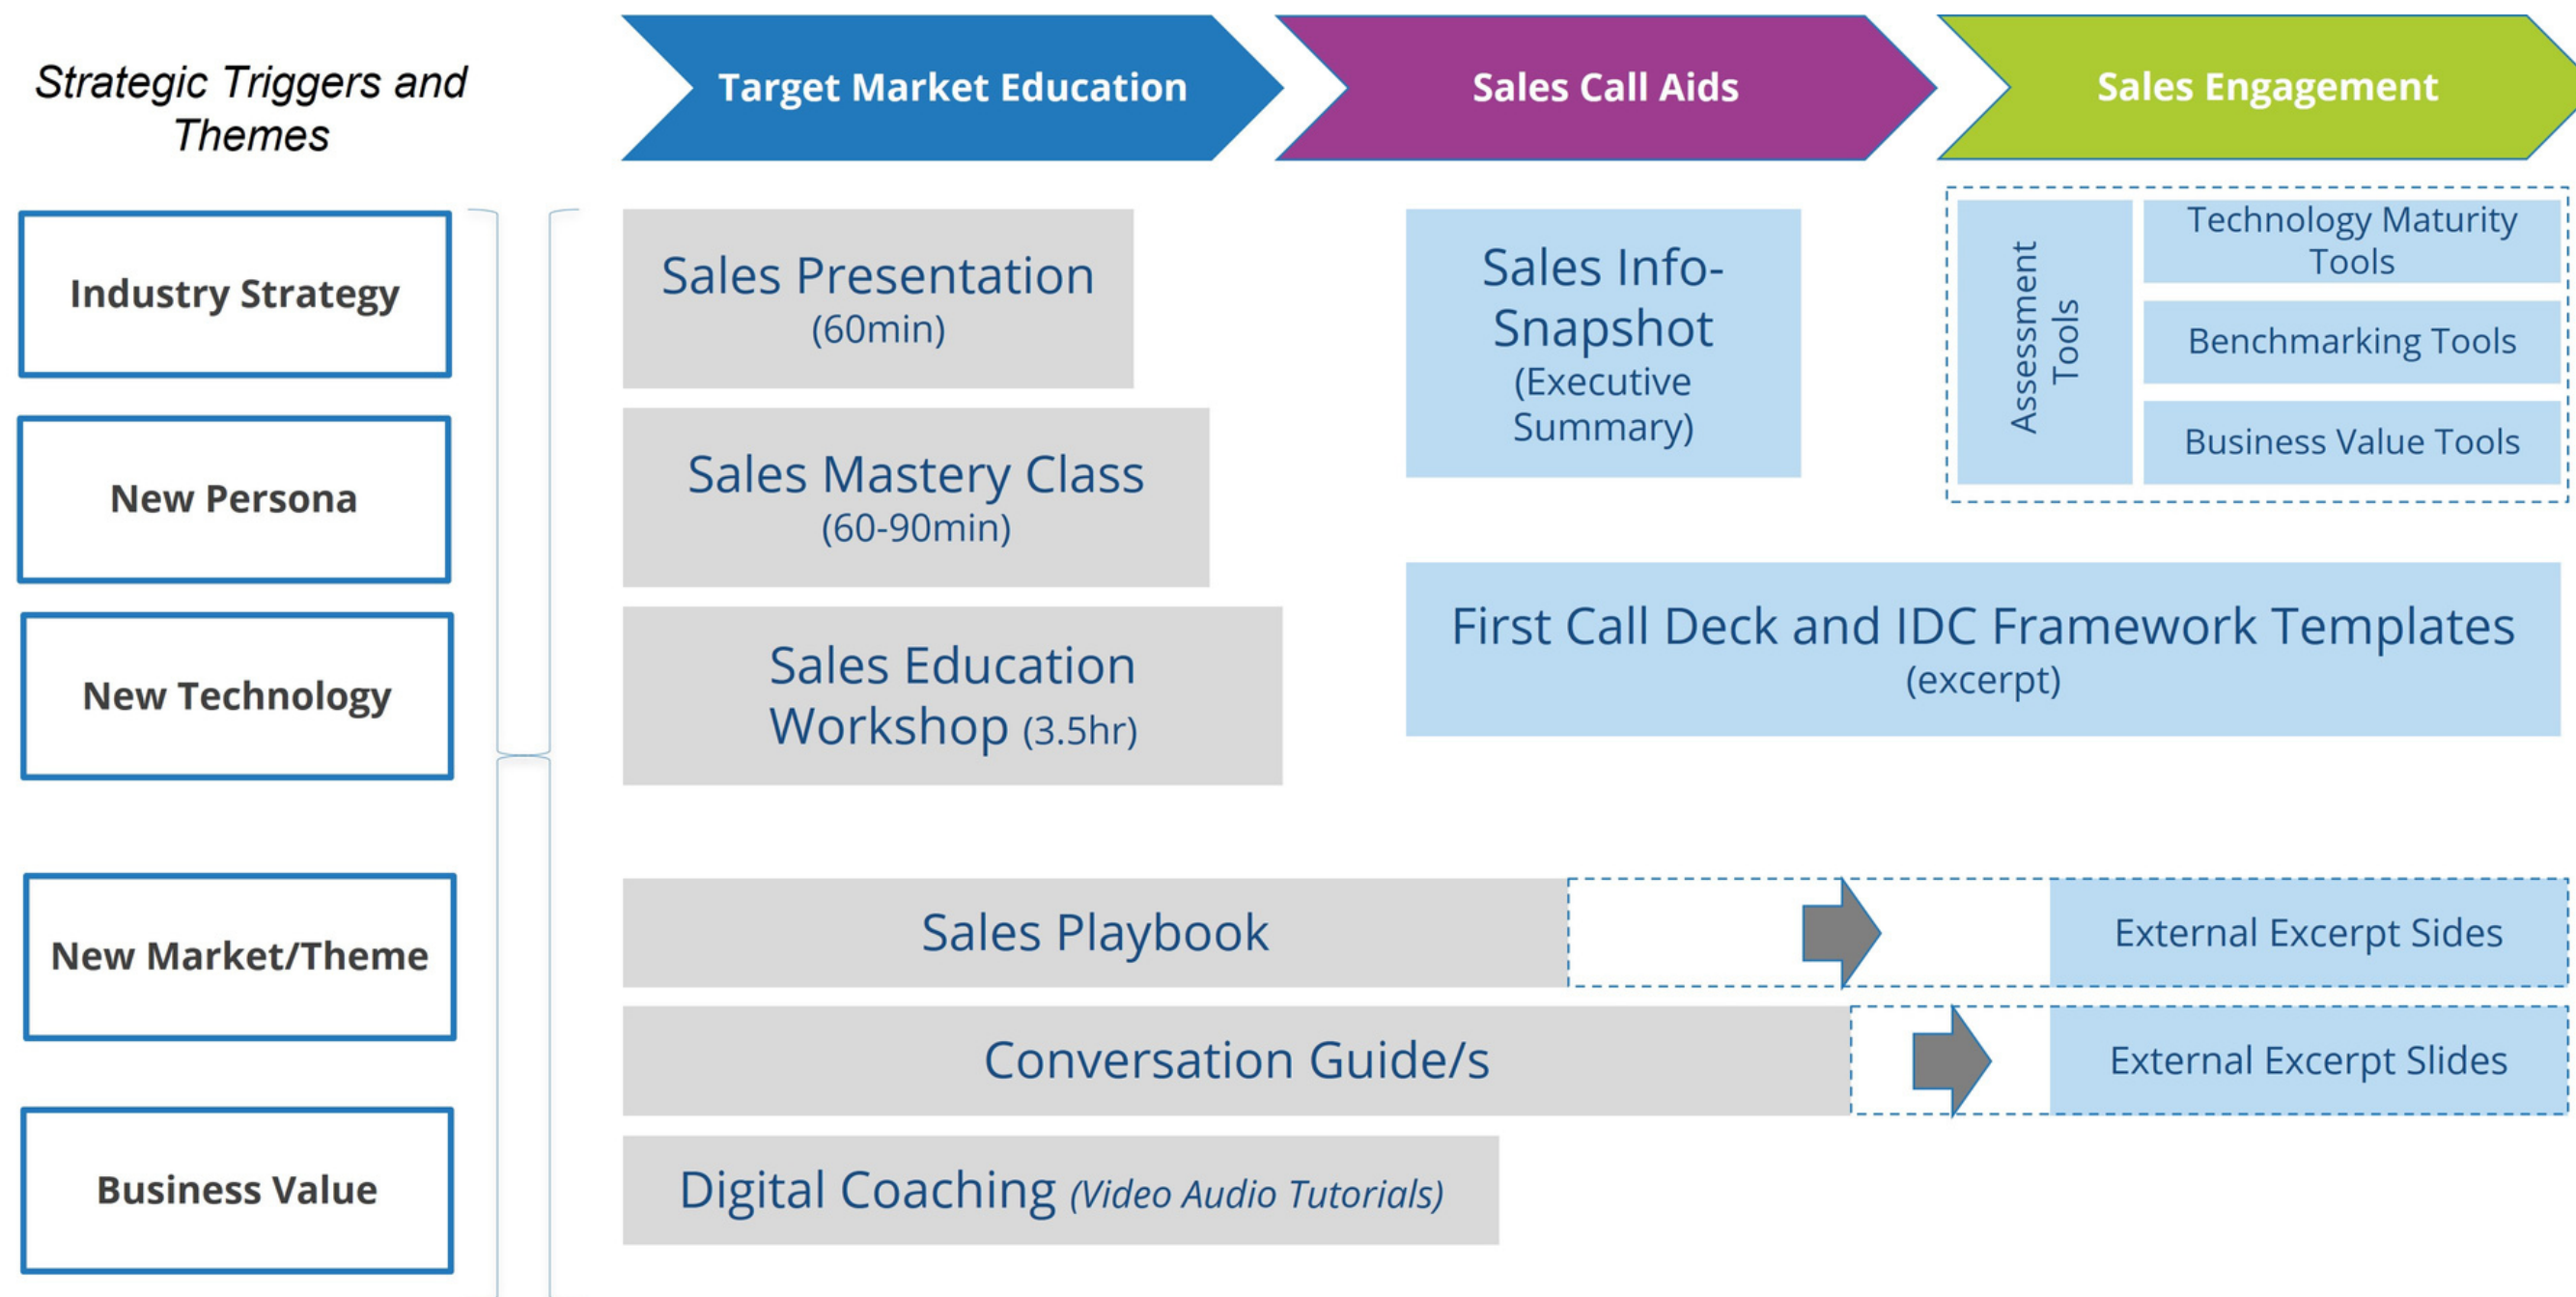 Strategic Triggers and
Themes
Target Market Education
Sales Call Aids
Sales Engagement
Industry Strategy
New Persona
New Technology
New Market/Theme
Business Value
Sales Presentation
(60min)
Sales Mastery Class
(60-90min)
Sales Education
Workshop (3.5hr)
Sales Info-
Snapshot
(Executive
Summary)
Assessment
Tools
Technology Maturity
Tools
Benchmarking Tools
Business Value Tools
First Call Deck and IDC Framework Templates
(excerpt)
Sales Playbook
External Excerpt Sides
Conversation Guide/s
External Excerpt Slides
Digital Coaching (Video Audio Tutorials)